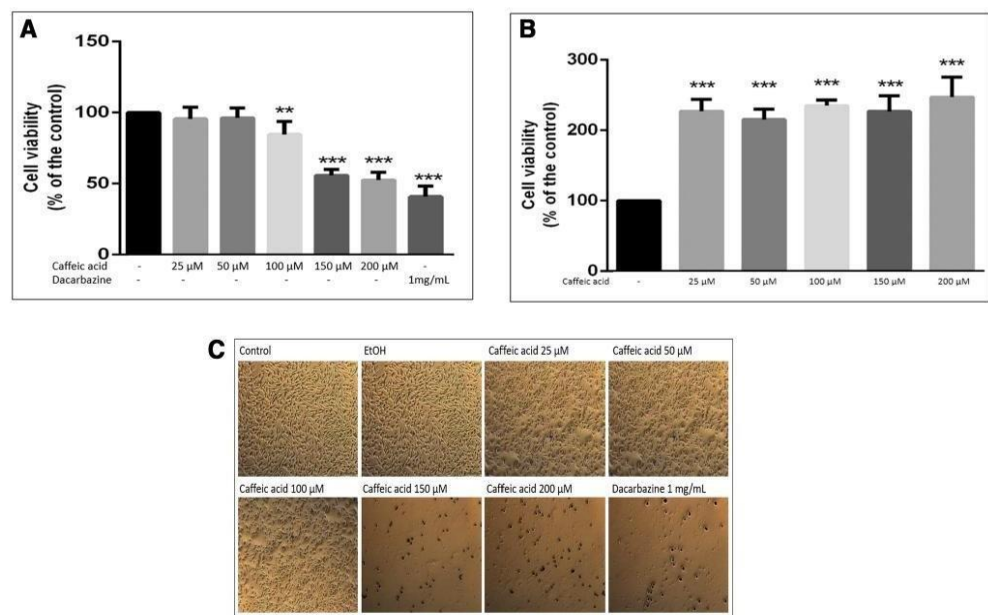 A
150
100
50
0
Cell viability
(% of the control)
**
***
***
***
Caffeic acid - 25 µM 50 µM 100 µM 150 µM 200 µM -
Dacarbazine - - - - - - 1mg/mL
B
300
200
100
0
Cell viability
(% of the control)
***
***
***
***
***
Caffeic acid - 25 µM 50 µM 100 µM 150 µM 200 µM
C
Control EtOH Caffeic acid 25 µM Caffeic acid 50 µM
Caffeic acid 100 µM Caffeic acid 150 µM Caffeic acid 200 µM Dacarbazine 1 mg/mL